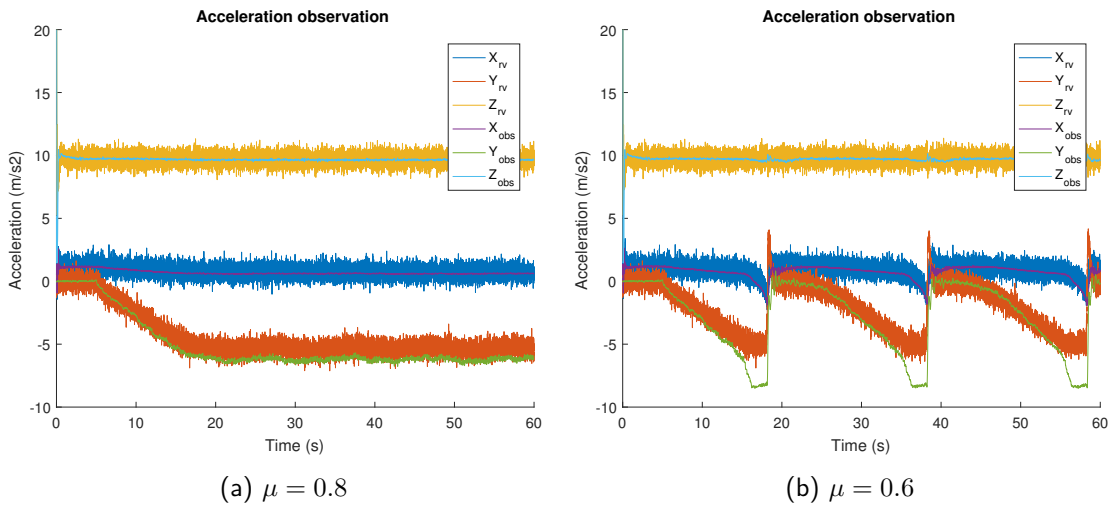 Acceleration observation
20
15
10
5
0
-5
-10
Acceleration (m/s2)
0 10 20 30 40 50 60
Time (s)
X_rv
Y_rv
Z_rv
X_obs
Y_obs
Z_obs
(a) μ = 0.8
Acceleration observation
20
15
10
5
0
-5
-10
Acceleration (m/s2)
0 10 20 30 40 50 60
Time (s)
X_rv
Y_rv
Z_rv
X_obs
Y_obs
Z_obs
(b) μ = 0.6